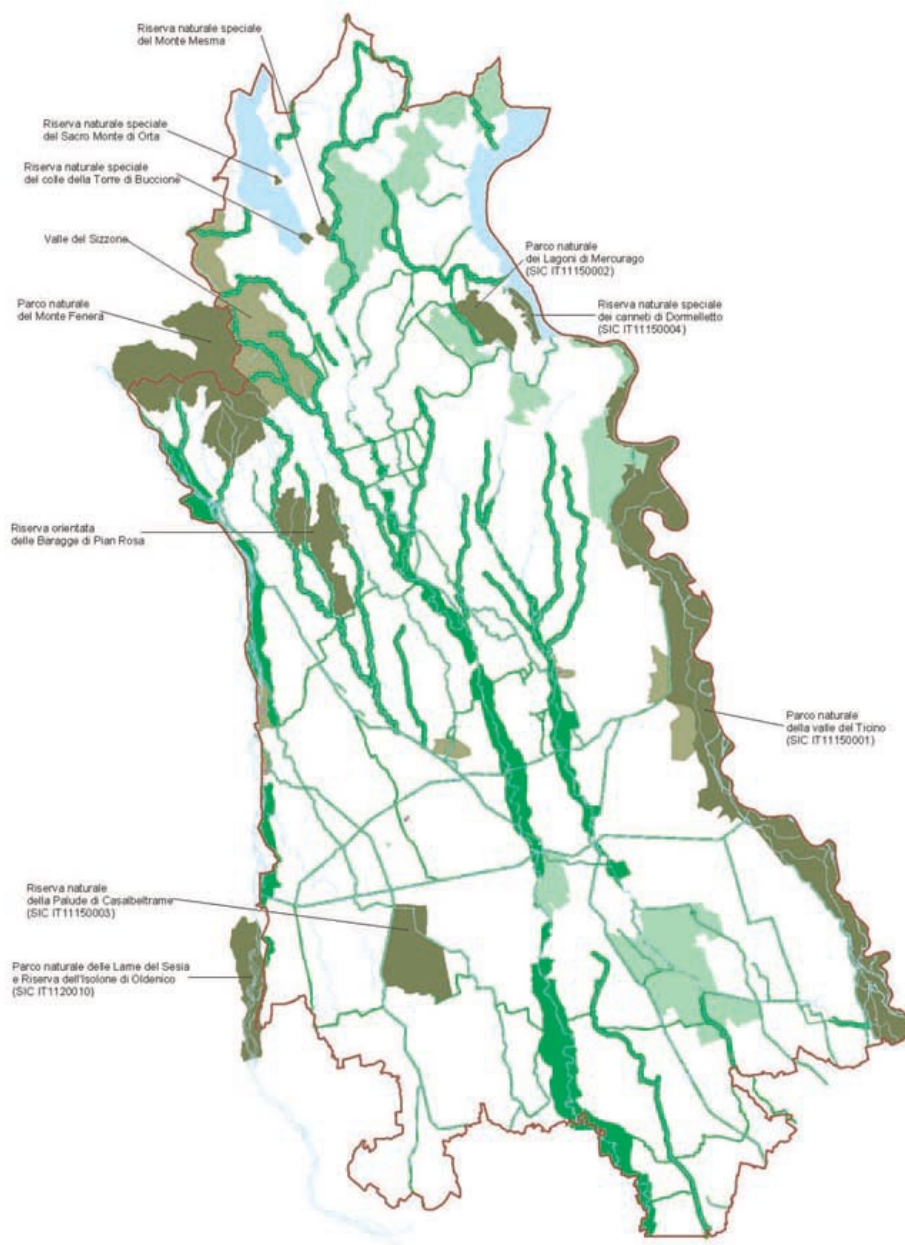 Riserva naturale speciale
del Monte Mesma
Riserva naturale speciale
del Sacro Monte di Orta
Riserva naturale speciale
del colle della Torre di Buccione
Valle del Sizzone
Parco naturale
del Monte Fenera
Parco naturale
dei Lagoni di Mercurago
(SIC IT11150002)
Riserva naturale speciale
dei canneti di Dormelletto
(SIC IT11150004)
Riserva orientata
delle Baragge di Pian Rosa
Parco naturale
della valle del Ticino
(SIC IT11150001)
Riserva naturale
della Palude di Casalbeltrame
(SIC IT11150003)
Parco naturale delle Lame del Sesia
e Riserva dell'Isolone di Oldenico
(SIC IT1120010)